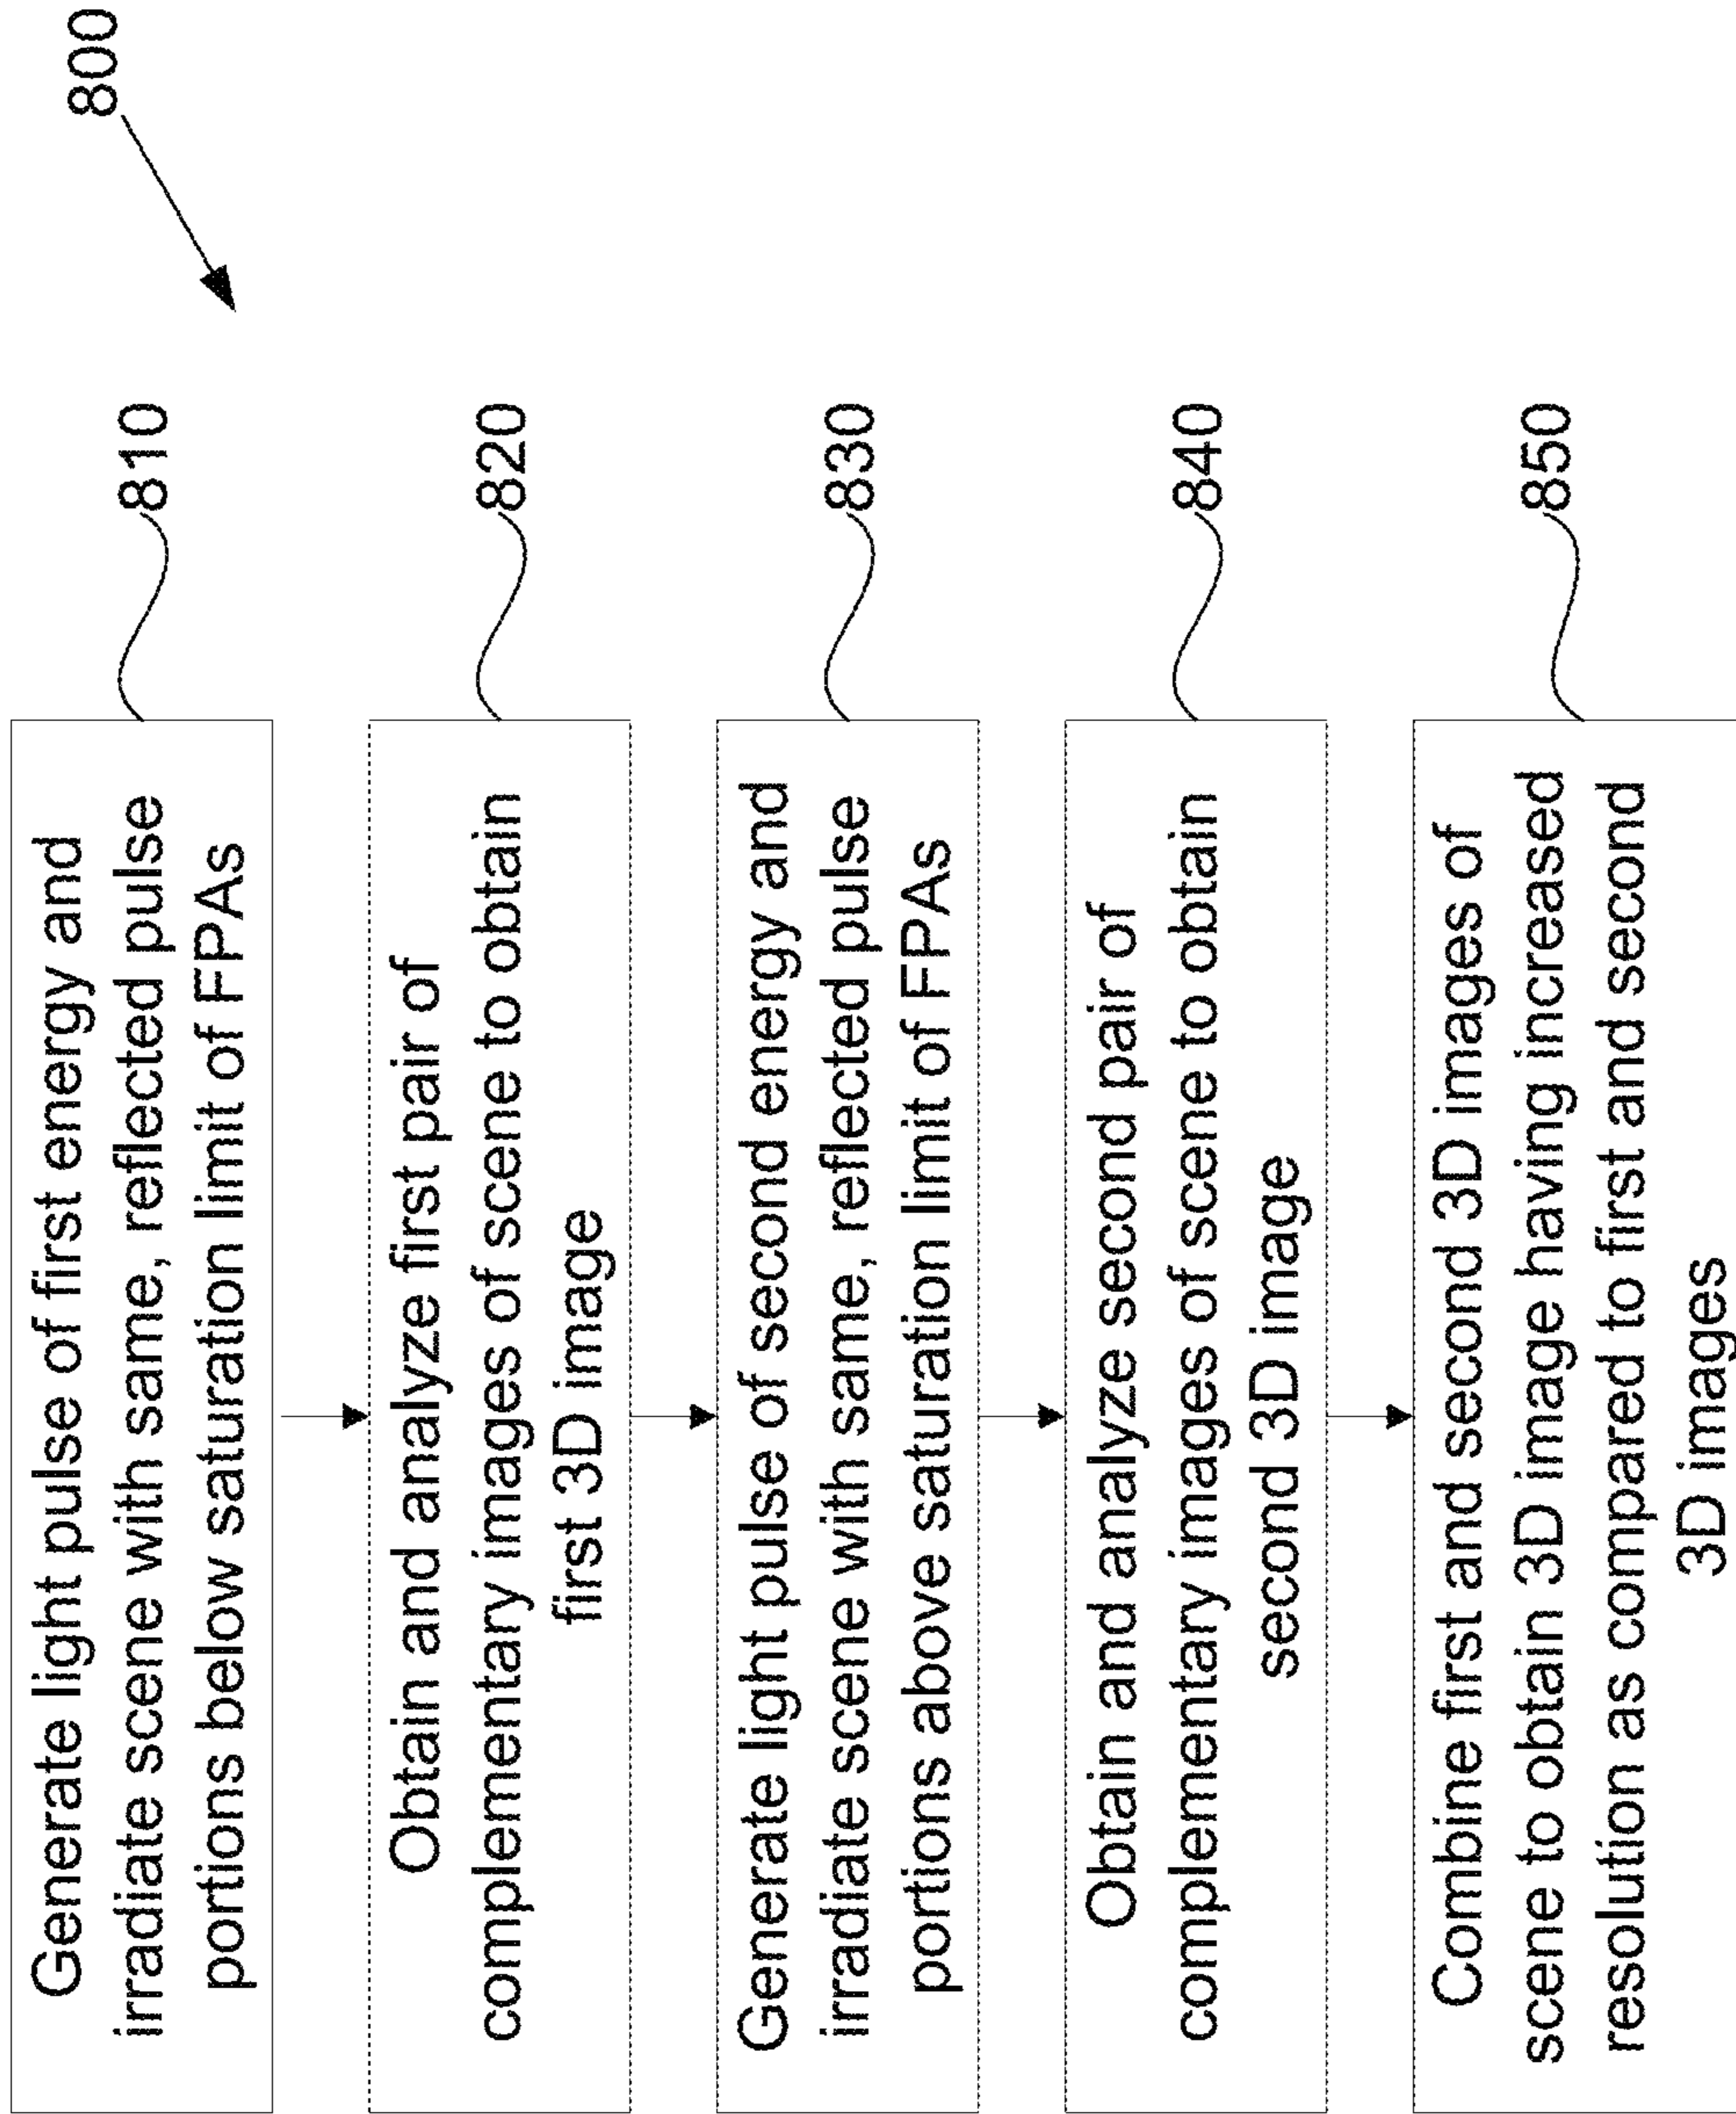 800
Generate light pulse of first energy and
irradiate scene with same, reflected pulse
portions below saturation limit of FPAs
810
Obtain and analyze first pair of
complementary images of scene to obtain
first 3D image
820
Generate light pulse of second energy and
irradiate scene with same, reflected pulse
portions above saturation limit of FPAs
830
Obtain and analyze second pair of
complementary images of scene to obtain
second 3D image
840
Combine first and second 3D images of
scene to obtain 3D image having increased
resolution as compared to first and second
3D images
850